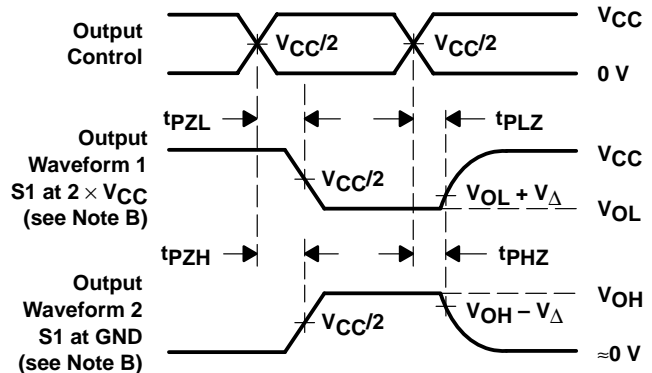 Output
Control
VCC/2
VCC/2
VCC
0 V
tPZL
tPLZ
Output
Waveform 1
S1 at 2 × VCC
(see Note B)
VCC/2
VOL + VΔ
VCC
VOL
tPZH
tPHZ
Output
Waveform 2
S1 at GND
(see Note B)
VCC/2
VOH − VΔ
VOH
≈0 V